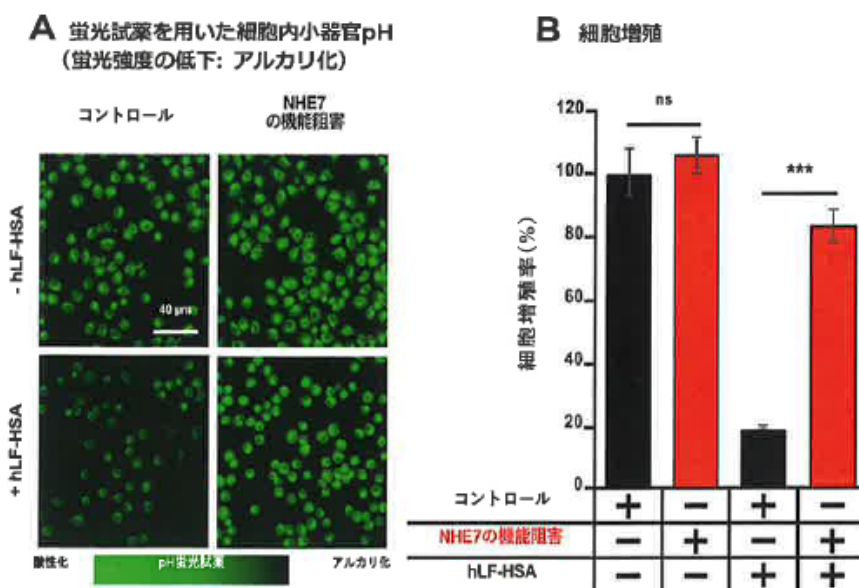 A 蛍光試薬を用いた細胞内小器官pH
（蛍光強度の低下: アルカリ化）
コントロール
NHE7
の機能阻害
- hLF-HSA
+ hLF-HSA
40 μm
酸性化
pH蛍光試薬
アルカリ化
B 細胞増殖
細胞増殖率(%)
120
100
80
60
40
20
0
ns
***
コントロール + - + -
NHE7の機能阻害 - + - +
hLF-HSA - - + +